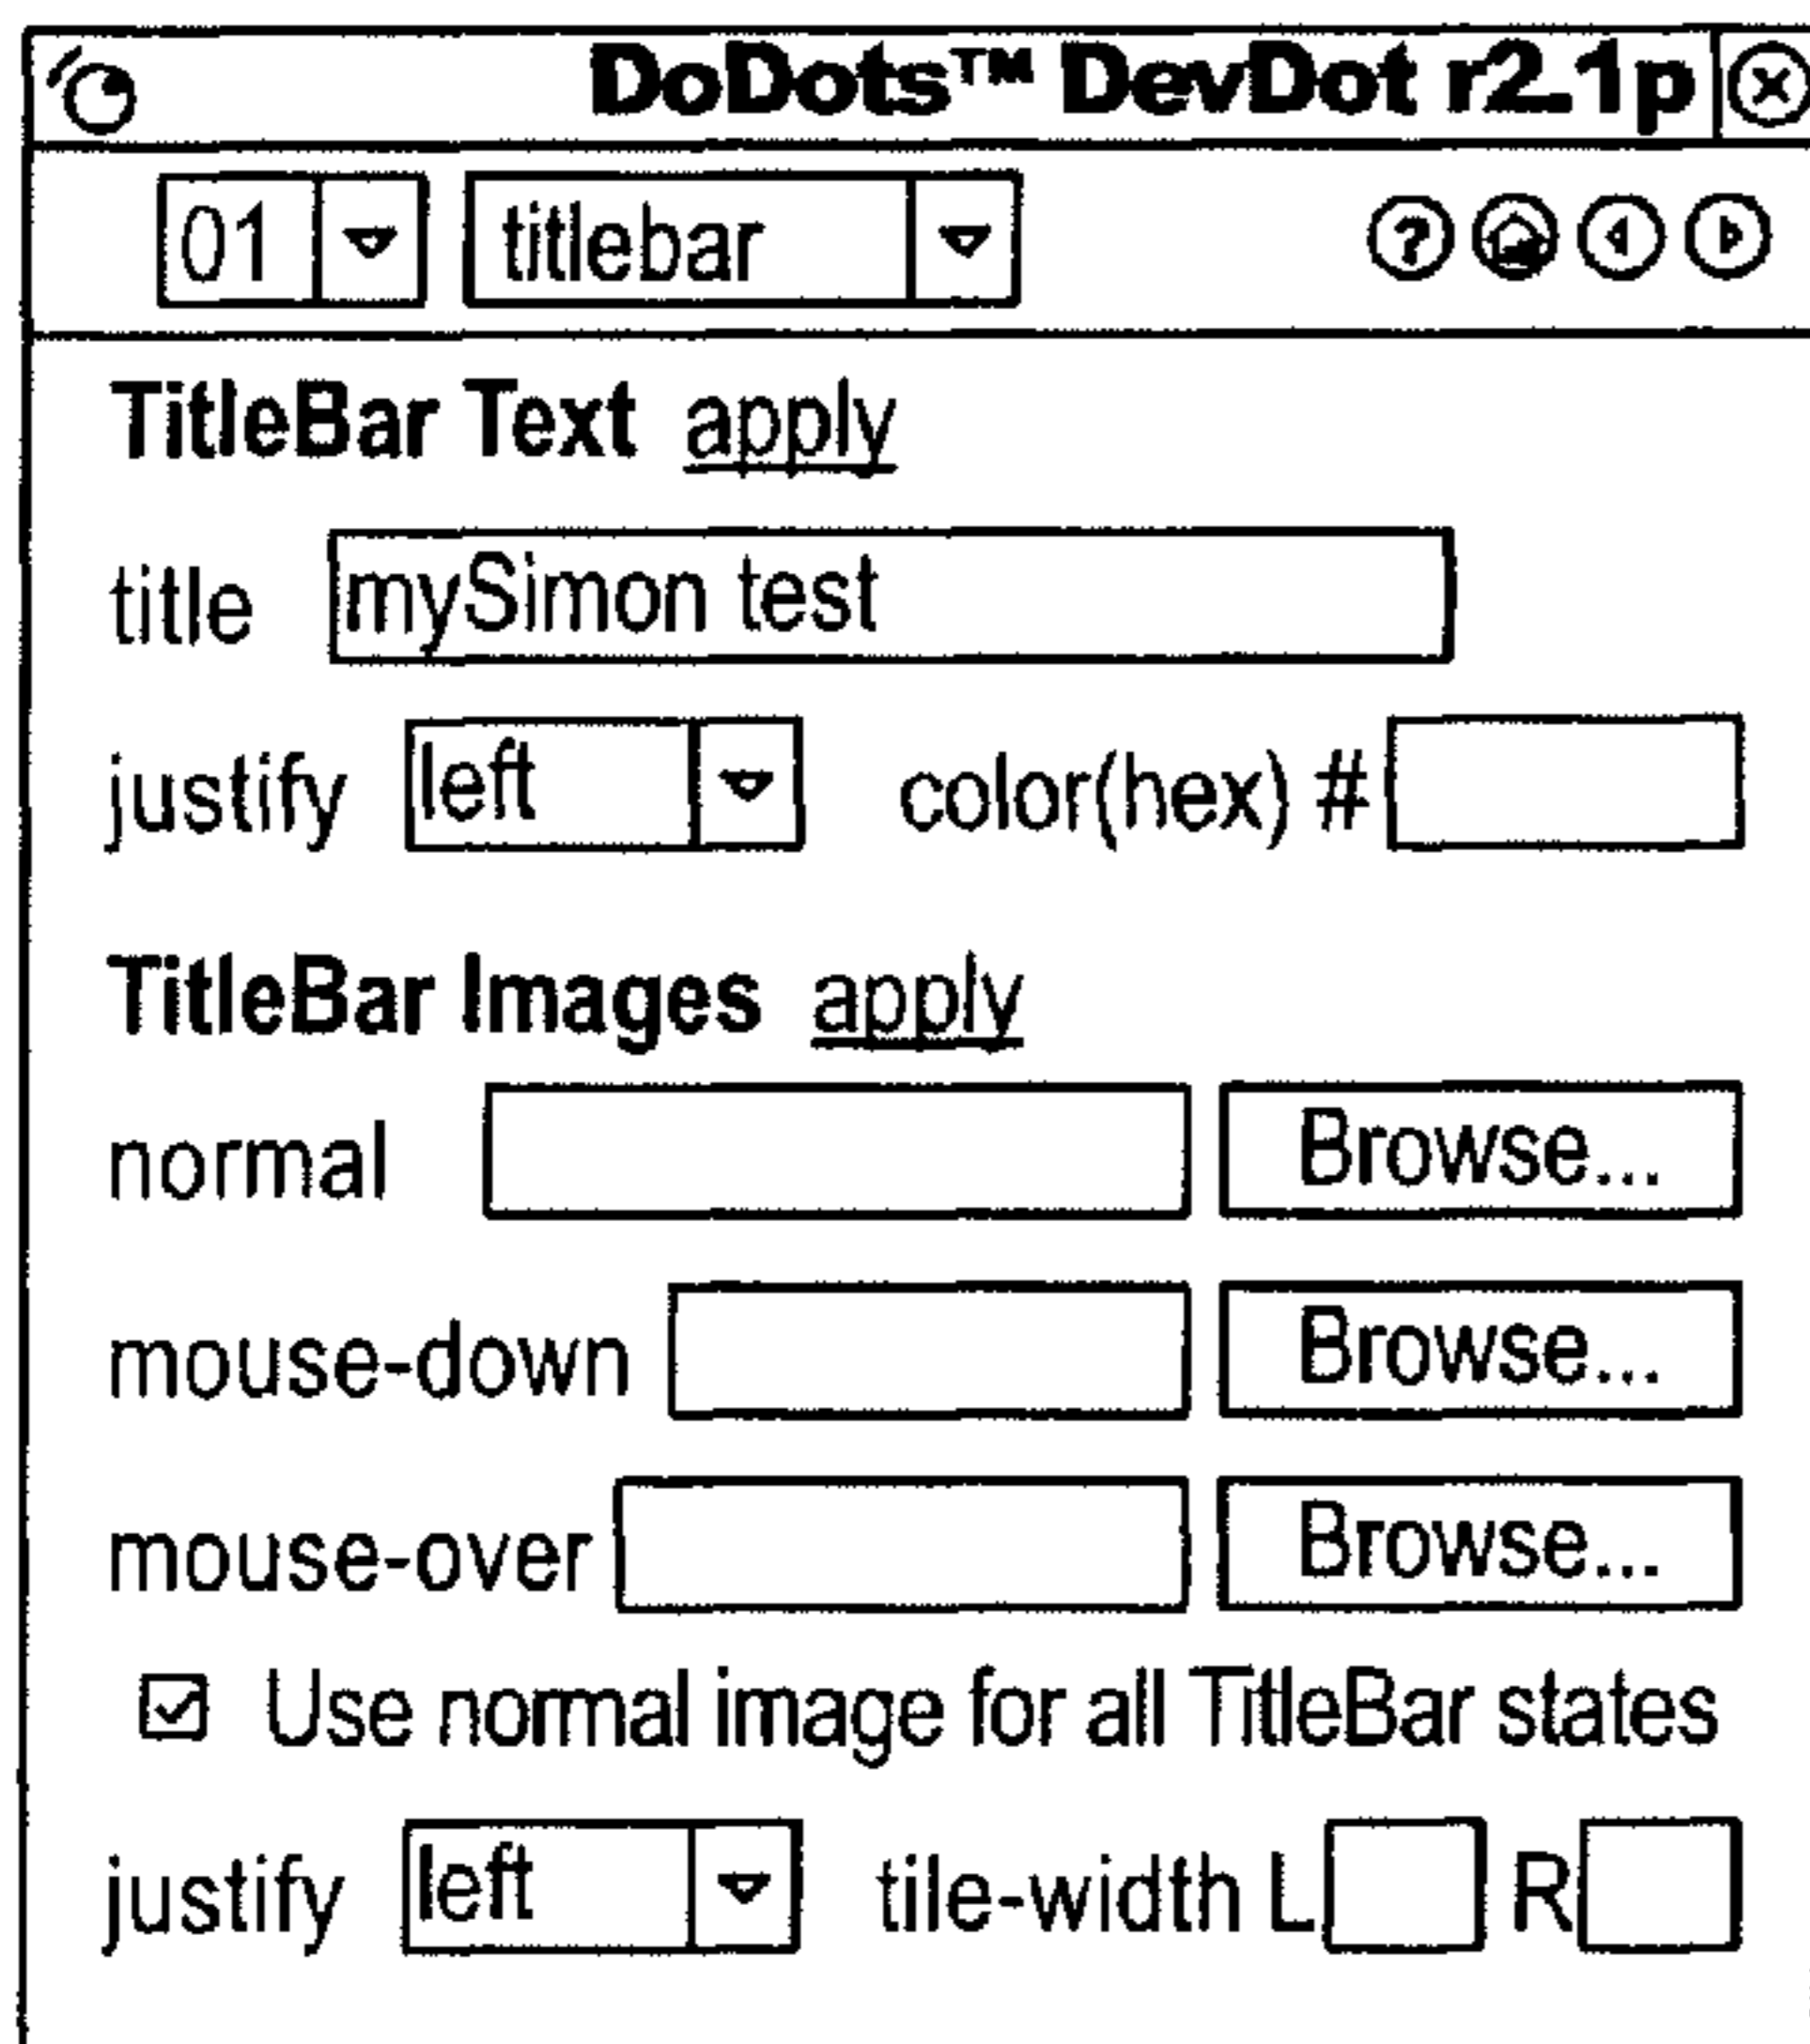 DoDots™ DevDot r2.1p
01 titlebar ?
TitleBar Text apply
title mySimon test
justify left color(hex) #
TitleBar Images apply
normal Browse...
mouse-down Browse...
mouse-over Browse...
Use normal image for all TitleBar states
justify left tile-width L R